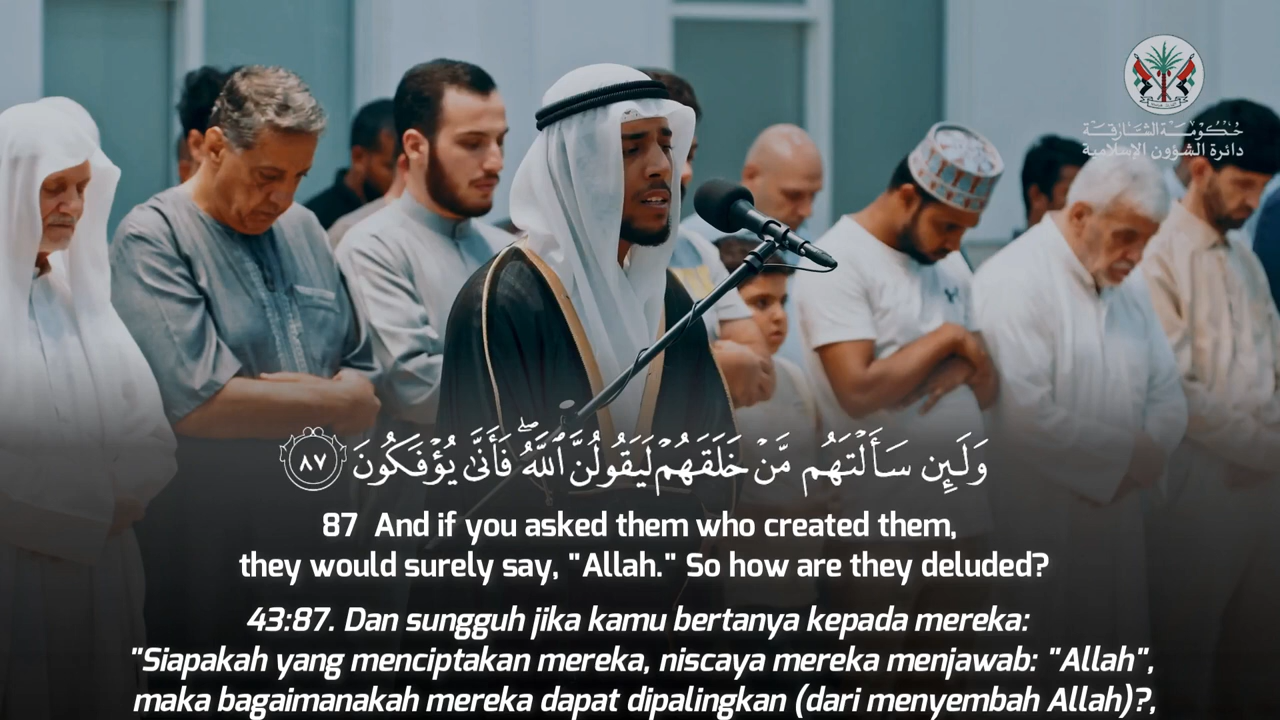 حكومة الشارقة
دائرة الشؤون الإسلامية
وَلَئِن سَأَلْتَهُم مَّنْ خَلَقَهُمْ لَيَقُولُنَّ ٱللَّهُ ۖ فَأَنَّىٰ يُؤْفَكُونَ ٨٧
87 And if you asked them who created them,
they would surely say, "Allah." So how are they deluded?
43:87. Dan sungguh jika kamu bertanya kepada mereka:
"Siapakah yang menciptakan mereka, niscaya mereka menjawab: "Allah",
maka bagaimanakah mereka dapat dipalingkan (dari menyembah Allah)?,